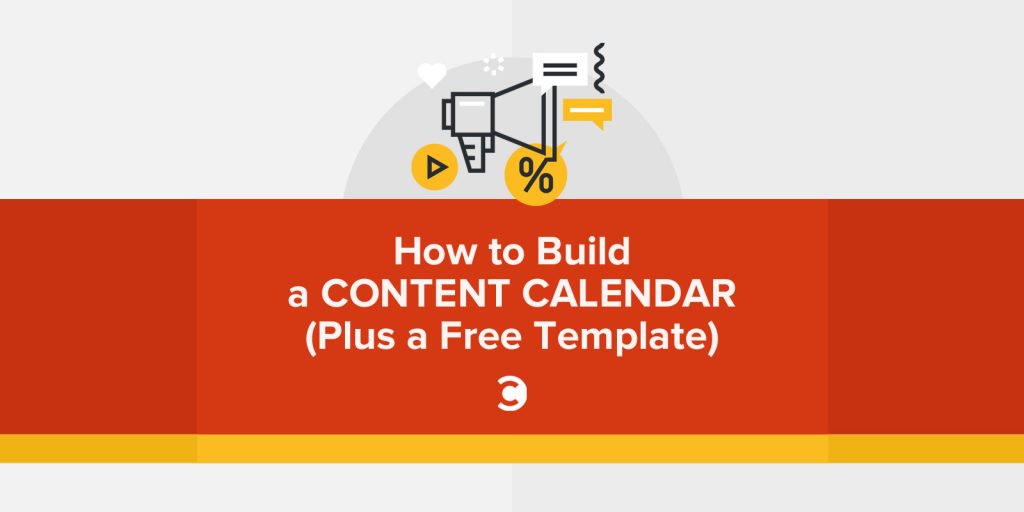 %
How to Build
a CONTENT CALENDAR
(Plus a Free Template)